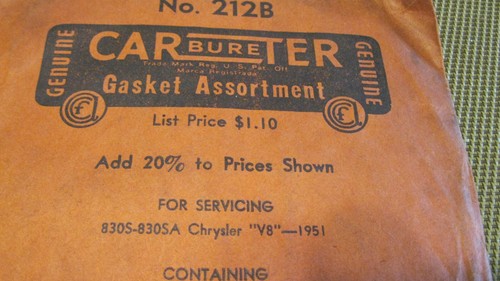 No. 212B
GENUINE
CARBURETER
Trade Mark Reg. U.S. Pat. Off.
Marca Registrada
Gasket Assortment
GENUINE
List Price $1.10
Add 20% to Prices Shown
FOR SERVICING
830S-830SA Chrysler "V8"—1951
CONTAINING